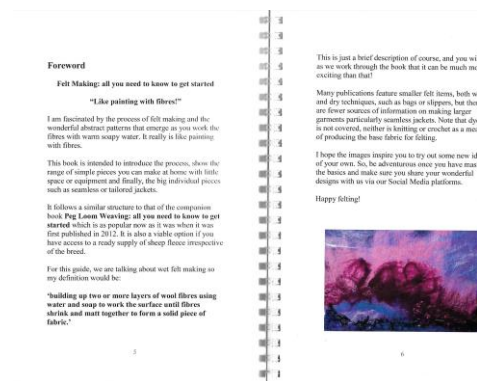 Foreword
Felt Making: all you need to know to get started
"Like painting with fibres!"
I am fascinated by the process of felt making and the
wonderful abstract patterns that emerge as you work the
fibres with warm soapy water. It really is like painting
with fibres.
This book is intended to introduce the process, show the
range of simple pieces you can make at home with little
space or equipment and finally, the big individual pieces
such as seamless or tailored jackets.
It follows a similar structure to that of the companion
book Peg Loom Weaving: all you need to know to get
started which is as popular now as it was when it was
first published in 2012. It is also a viable option if you
have access to a ready supply of sheep fleece irrespective
of the breed.
For this guide, we are talking about wet felt making so
my definition would be:
'building up two or more layers of wool fibres using
water and soap to work the surface until fibres
shrink and matt together to form a solid piece of
fabric.'
5
This is just a brief description of course, and you wi
as we work through the book that it can be much mo
exciting than that!
Many publications feature smaller felt items, both w
and dry techniques, such as bags or slippers, but ther
are fewer sources of information on making larger
garments particularly seamless jackets. Note that dye
is not covered, neither is knitting or crochet as a mea
of producing the base fabric for felting.
I hope the images inspire you to try out some new id
of your own. So, be adventurous once you have mas
the basics and make sure you share your wonderful
designs with us via our Social Media platforms.
Happy felting!
6